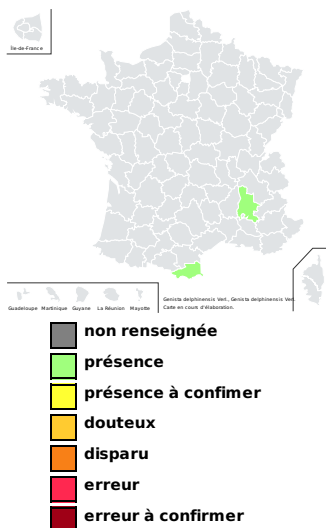 Île-de-France
Guadeloupe Martinique Guyane La Réunion Mayotte
Genista delphinensis Verl., Genista delphinensis Verl.
Carte en cours d'élaboration.
non renseignée
présence
présence à confimer
douteux
disparu
erreur
erreur à confirmer